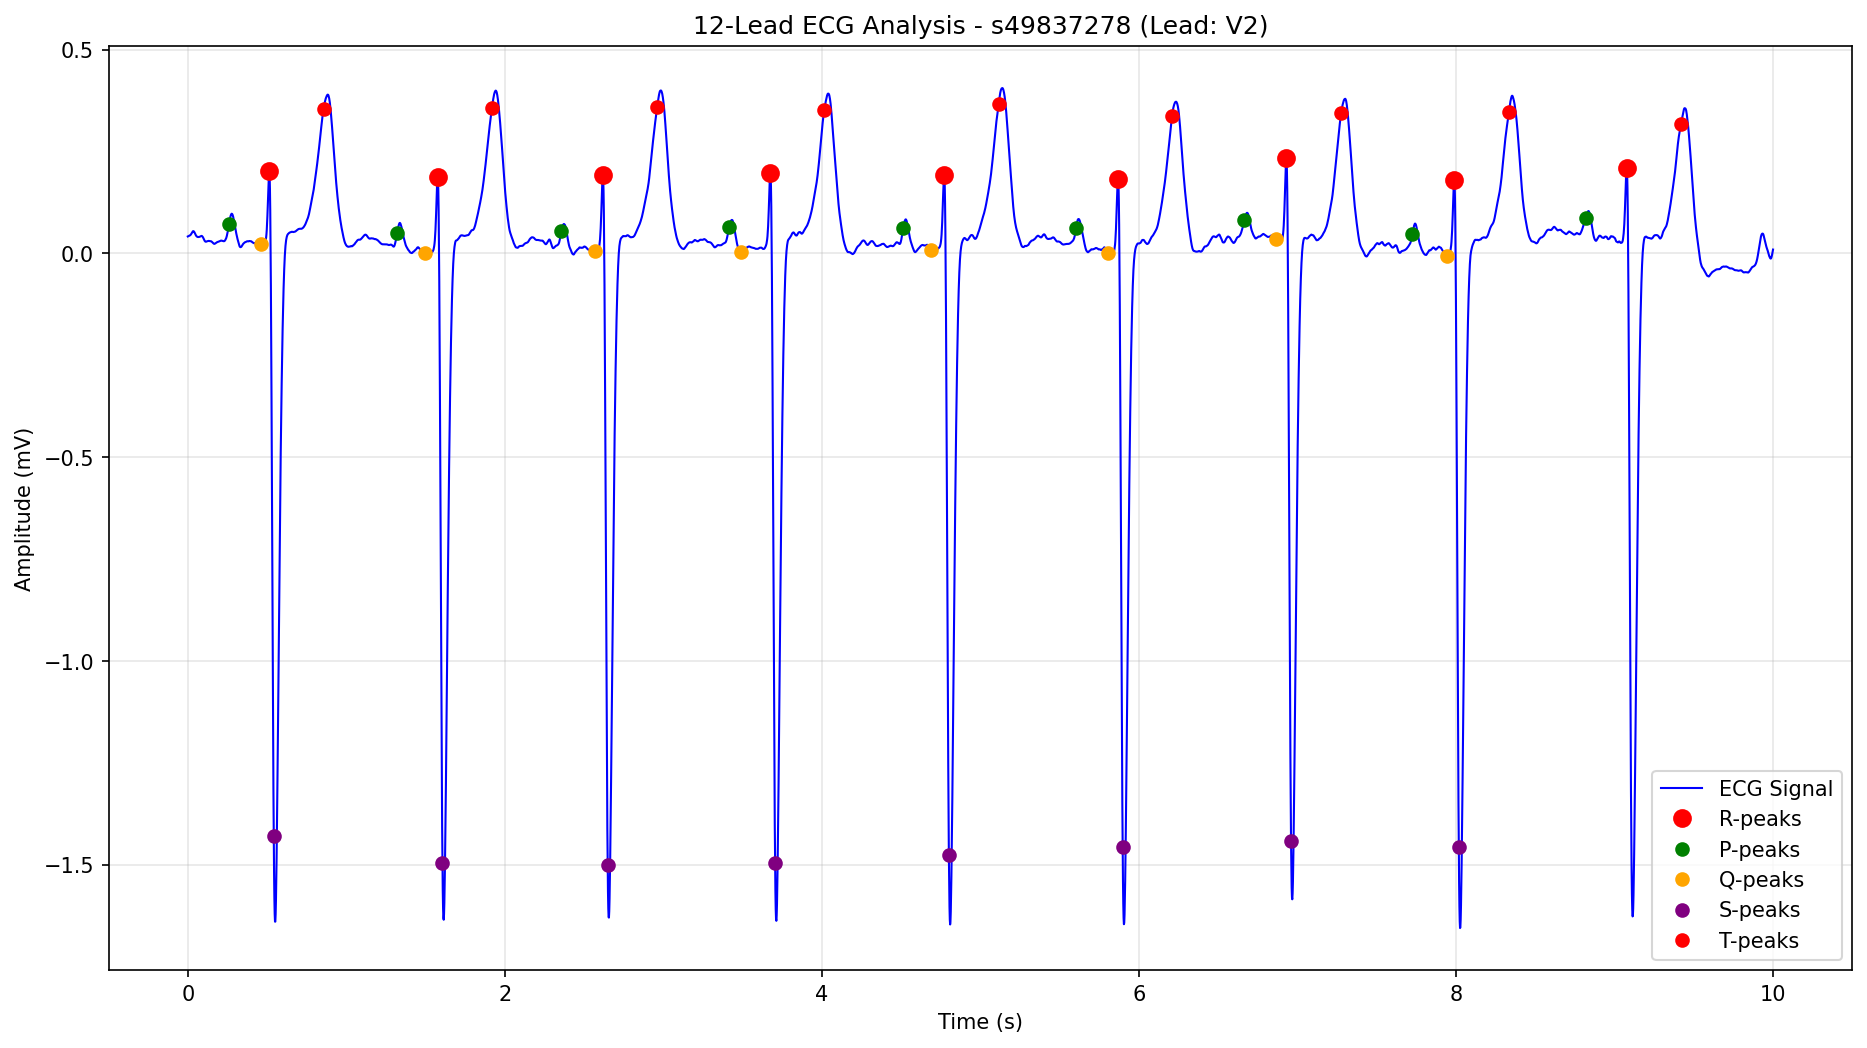 12-Lead ECG Analysis - s49837278 (Lead: V2)
Amplitude (mV)
0.5
0.0
−0.5
−1.0
−1.5
0 2 4 6 8 10
Time (s)
ECG Signal
R-peaks
P-peaks
Q-peaks
S-peaks
T-peaks